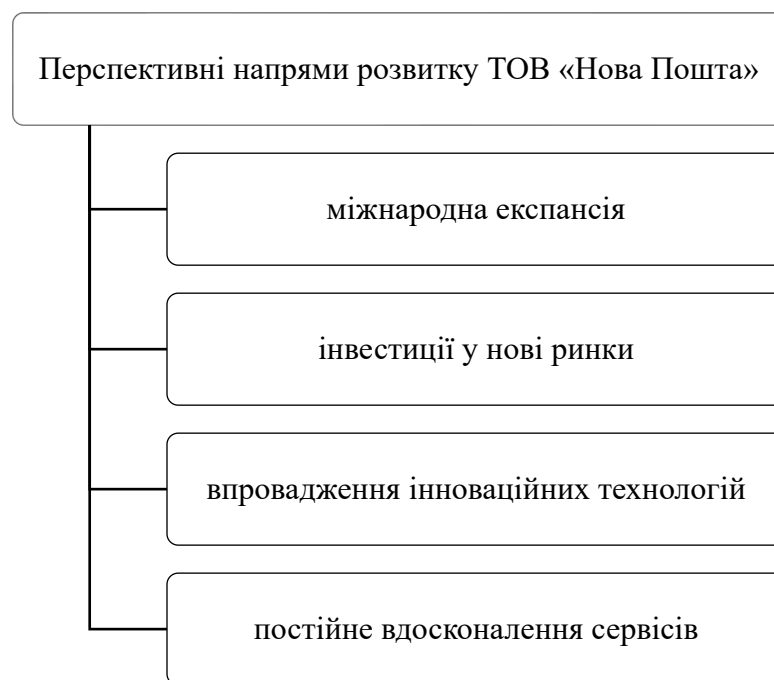 Перспективні напрями розвитку ТОВ «Нова Пошта»
міжнародна експансія
інвестиції у нові ринки
впровадження інноваційних технологій
постійне вдосконалення сервісів